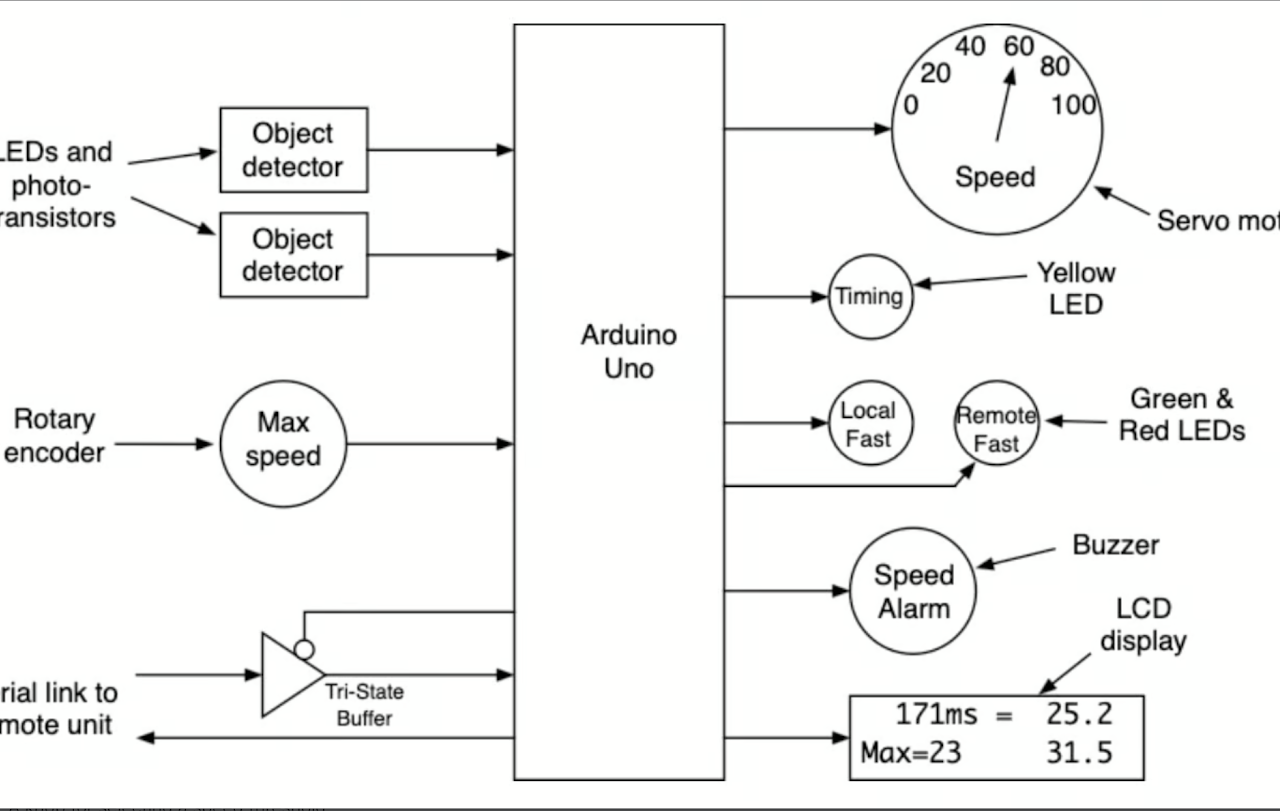 LEDs and
photo-
ransistors
Object
detector
Object
detector
Rotary
encoder
Max
speed
rial link to
mote unit
Tri-State
Buffer
Arduino
Uno
0
20
40
60
80
100
Speed
Servo mot
Timing
Yellow
LED
Local
Fast
Remote
Fast
Green &
Red LEDs
Speed
Alarm
Buzzer
LCD
display
171ms = 25.2
Max=23 31.5